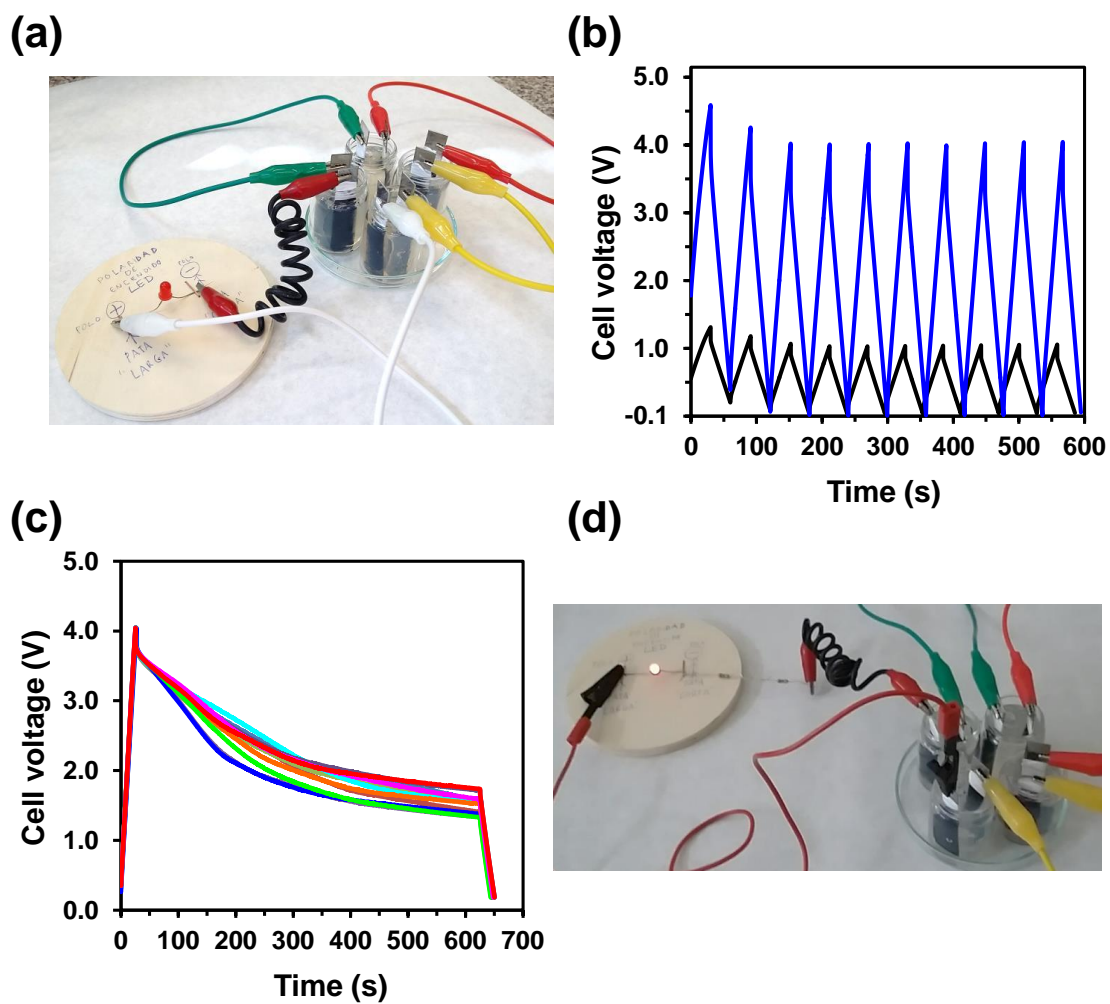 (a)
POLARIDAD
DE
ENCENDIDO
LED
POLO
⊕
POLO
⊖
PATA
"LARGA"
(b)
Cell voltage (V)
5.0
4.0
3.0
2.0
1.0
-0.1
0
100
200
300
400
500
600
Time (s)
(c)
Cell voltage (V)
5.0
4.0
3.0
2.0
1.0
0.0
0
100
200
300
400
500
600
700
Time (s)
(d)
LED